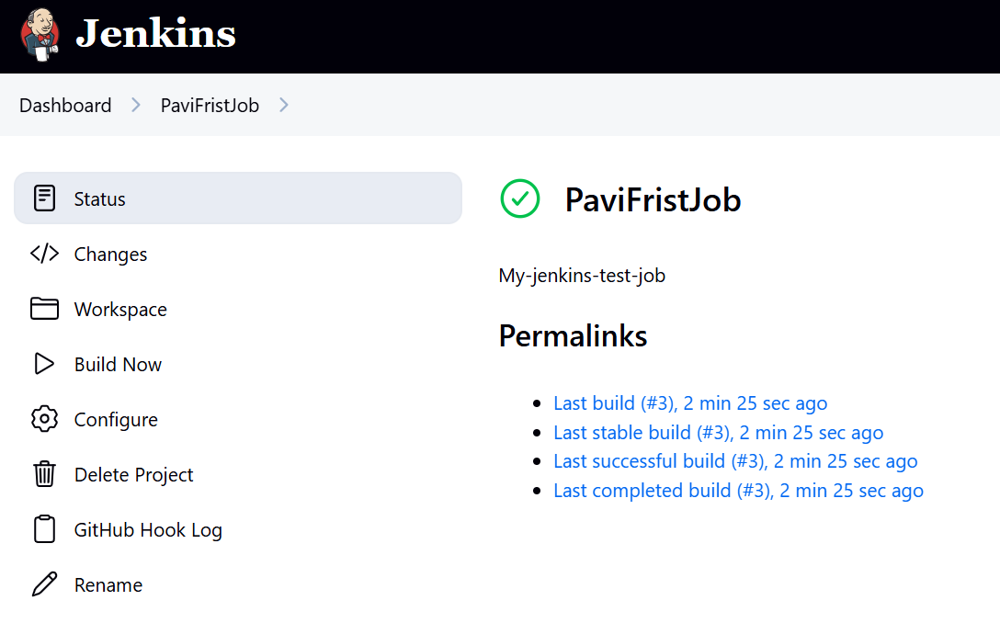 Jenkins
Dashboard
PaviFristJob
Status
Changes
Workspace
Build Now
Configure
Delete Project
GitHub Hook Log
Rename
PaviFristJob
My-jenkins-test-job
Permalinks
Last build (#3), 2 min 25 sec ago
Last stable build (#3), 2 min 25 sec ago
Last successful build (#3), 2 min 25 sec ago
Last completed build (#3), 2 min 25 sec ago